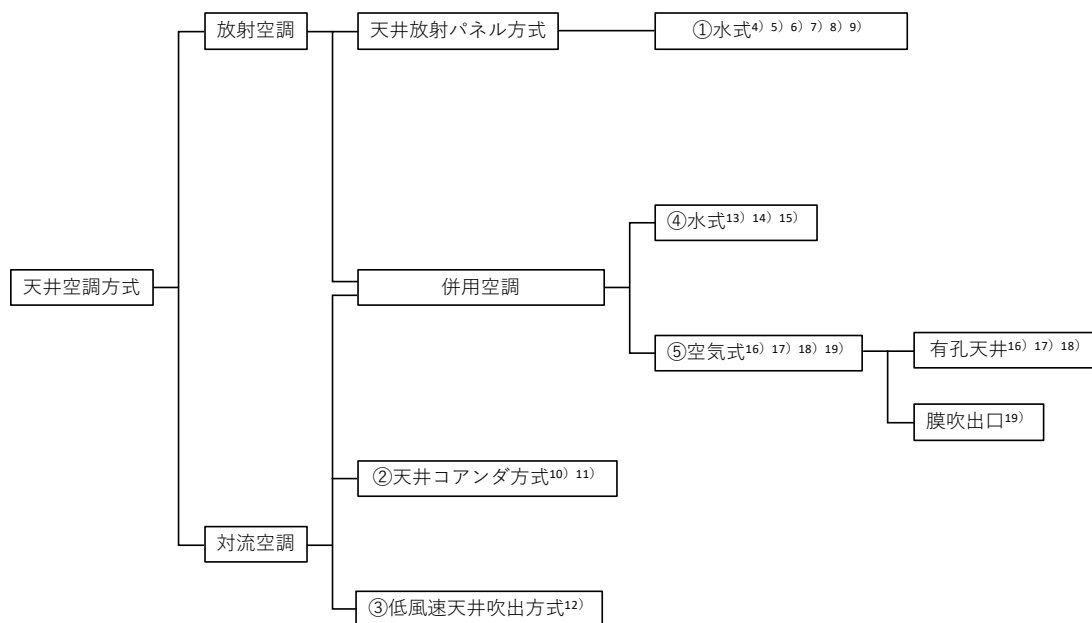 放射空調
天井放射パネル方式
①水式4) 5) 6) 7) 8) 9)
④水式13) 14) 15)
天井空調方式
併用空調
⑤空気式16) 17) 18) 19)
有孔天井16) 17) 18)
膜吹出口19)
②天井コアンダ方式10) 11)
対流空調
③低風速天井吹出方式12)